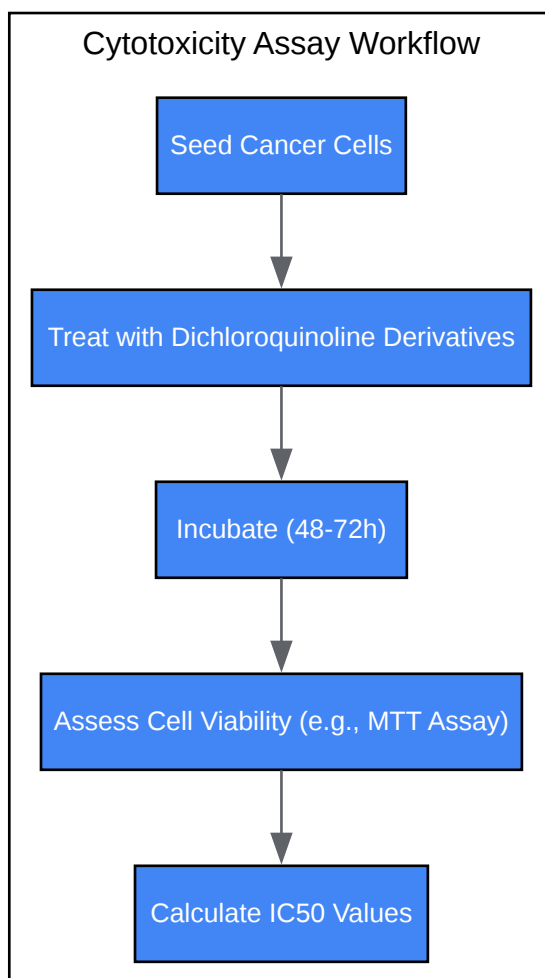 Cytotoxicity Assay Workflow
Seed Cancer Cells
Treat with Dichloroquinoline Derivatives
Incubate (48-72h)
Assess Cell Viability (e.g., MTT Assay)
Calculate IC50 Values